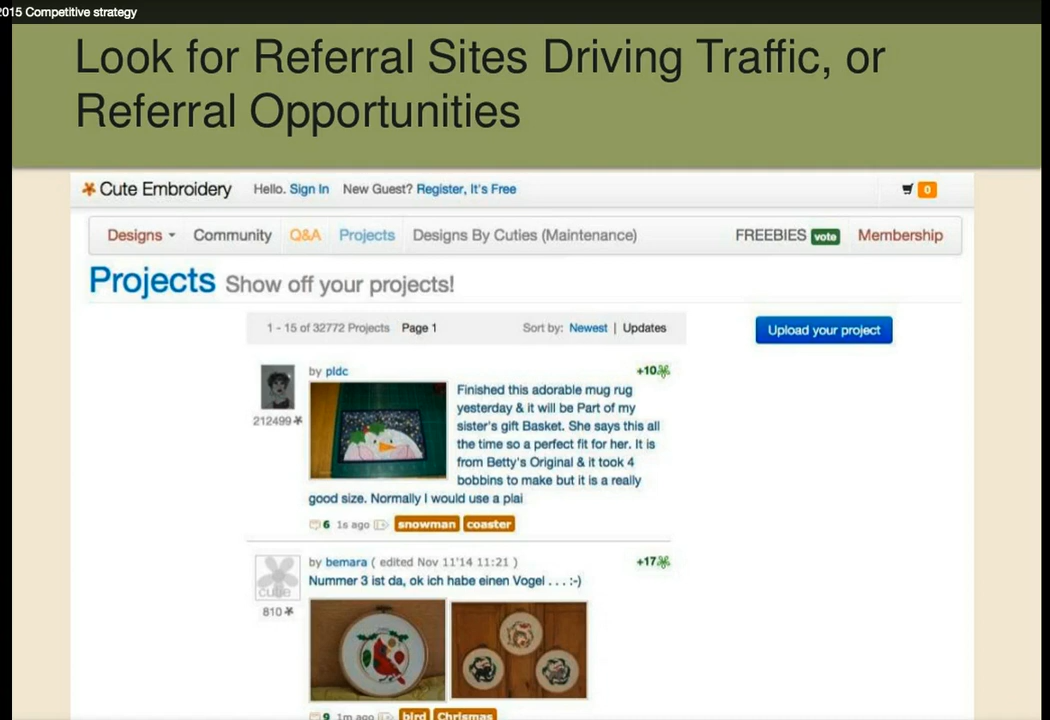 2015 Competitive strategy
Look for Referral Sites Driving Traffic, or
Referral Opportunities
Cute Embroidery Hello. Sign In New Guest? Register, It's Free 0
Designs Community Q&A Projects Designs By Cuties (Maintenance) FREEBIES vote Membership
Projects Show off your projects!
1 - 15 of 32772 Projects Page 1 Sort by: Newest | Updates
Upload your project
by pldc +10
Finished this adorable mug rug
yesterday & it will be Part of my
sister's gift Basket. She says this all
the time so a perfect fit for her. It is
from Betty's Original & it took 4
bobbins to make but it is a really
good size. Normally I would use a plai
212499
6 1s ago snowman coaster
by bemara ( edited Nov 11'14 11:21 ) +17
Nummer 3 ist da, ok ich habe einen Vogel . . . :-)
cutie
810
9 1m ago bird Chrismas